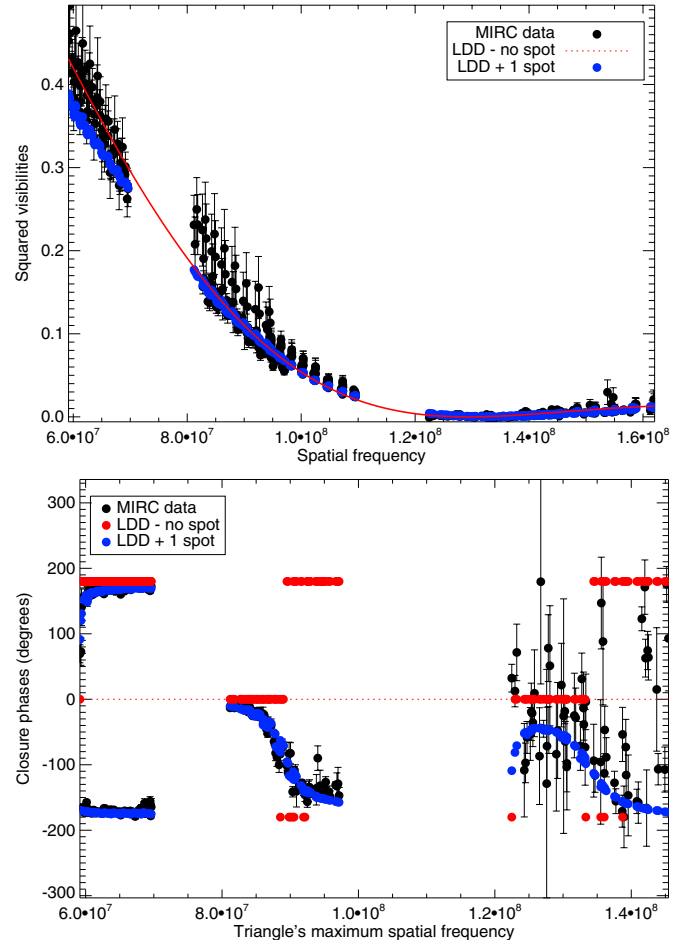 MIRC data
LDD - no spot
LDD + 1 spot
Squared visibilities
0.4
0.3
0.2
0.1
0.0
6.0•10⁷
8.0•10⁷
1.0•10⁸
1.2•10⁸
1.4•10⁸
1.6•10⁸
Spatial frequency
MIRC data
LDD - no spot
LDD + 1 spot
Closure phases (degrees)
300
200
100
0
-100
-200
-300
6.0•10⁷
8.0•10⁷
1.0•10⁸
1.2•10⁸
1.4•10⁸
Triangle's maximum spatial frequency